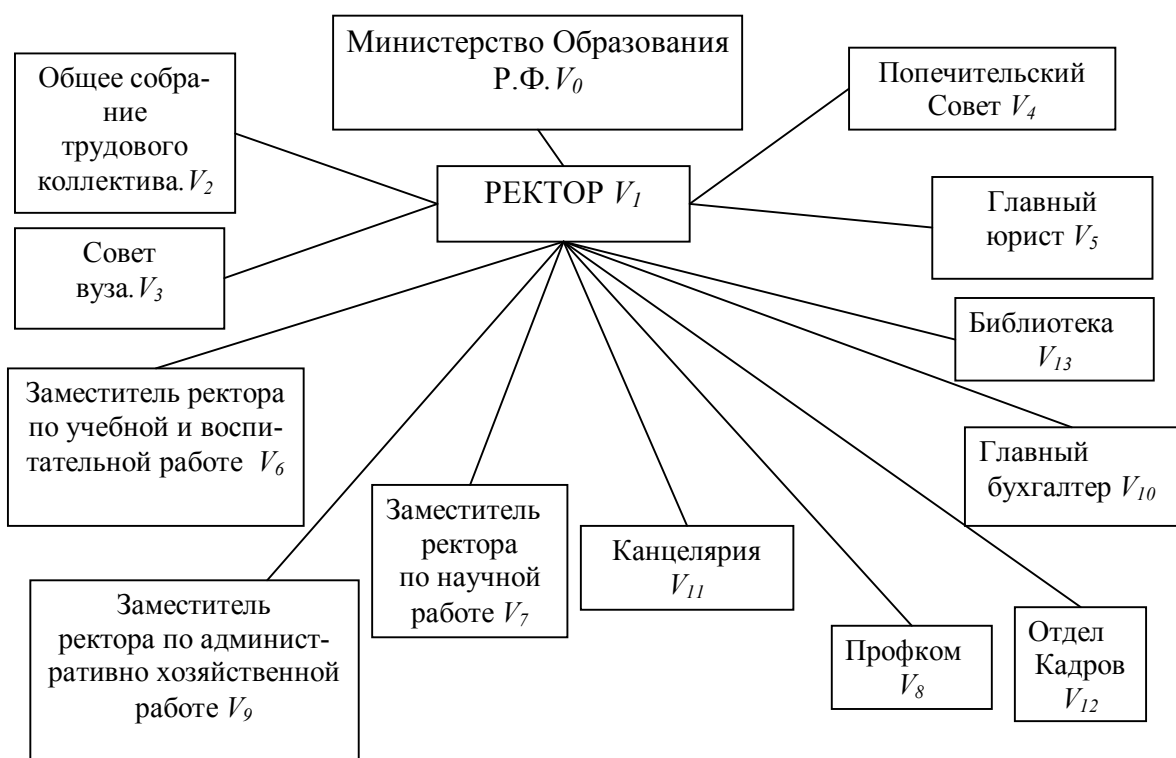 Министерство Образования
Р.Ф. V0
Общее собра-
ние
трудового
коллектива. V2
Попечительский
Совет V4
РЕКТОР V1
Главный
юрист V5
Совет
вуза. V3
Библиотека
V13
Заместитель ректора
по учебной и воспи-
тательной работе V6
Главный
бухгалтер V10
Заместитель
ректора
по научной
работе V7
Канцелярия
V11
Заместитель
ректора по админист-
ративно хозяйственной
работе V9
Профком
V8
Отдел
Кадров
V12